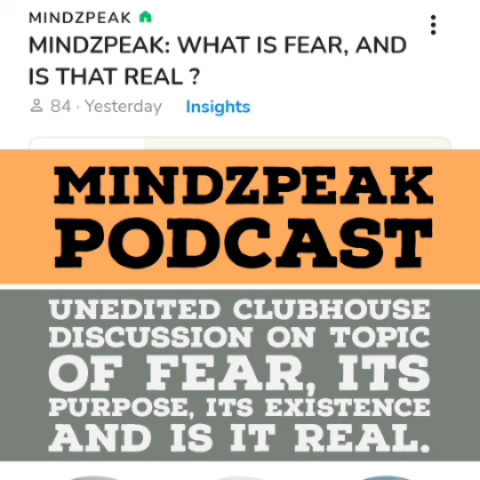 MINDZPEAK
MINDZPEAK: WHAT IS FEAR, AND
IS THAT REAL ?
84 · Yesterday Insights
MINDZPEAK
PODCAST
UNEDITED CLUBHOUSE
DISCUSSION ON TOPIC
OF FEAR, ITS
PURPOSE, ITS EXISTENCE
AND IS IT REAL.